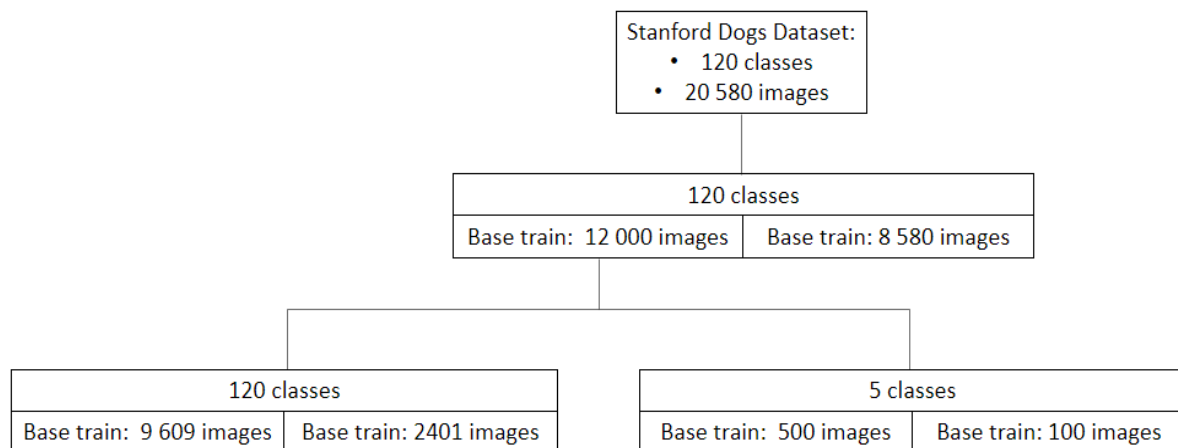 Stanford Dogs Dataset:
• 120 classes
• 20 580 images
120 classes
Base train: 12 000 images
Base train: 8 580 images
120 classes
Base train: 9 609 images
Base train: 2401 images
5 classes
Base train: 500 images
Base train: 100 images